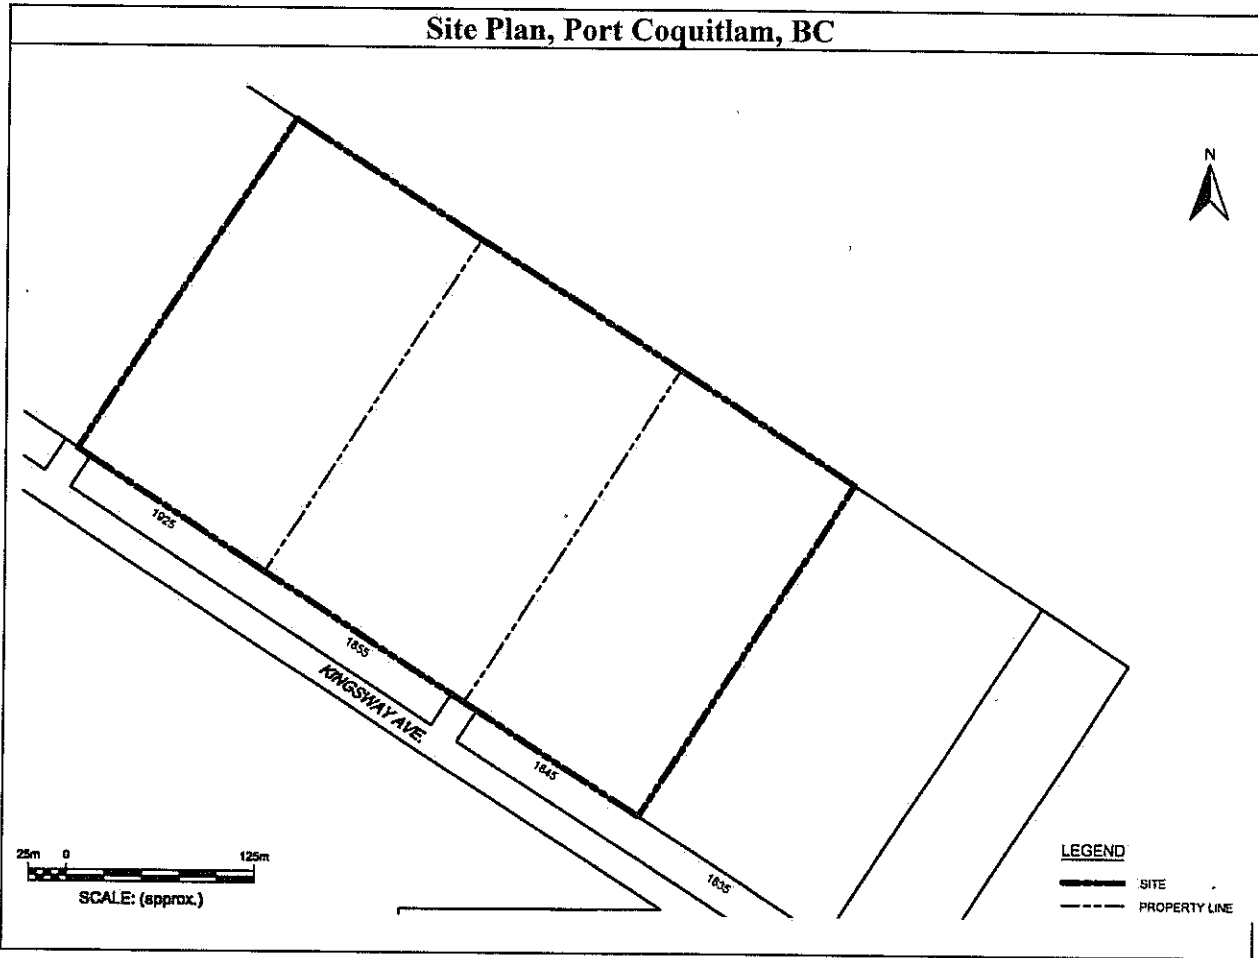 Site Plan, Port Coquitlam, BC
N
1925
1855
KINGSWAY AVE.
1845
1835
25m 0 125m
SCALE: (approx.)
LEGEND
SITE
PROPERTY LINE